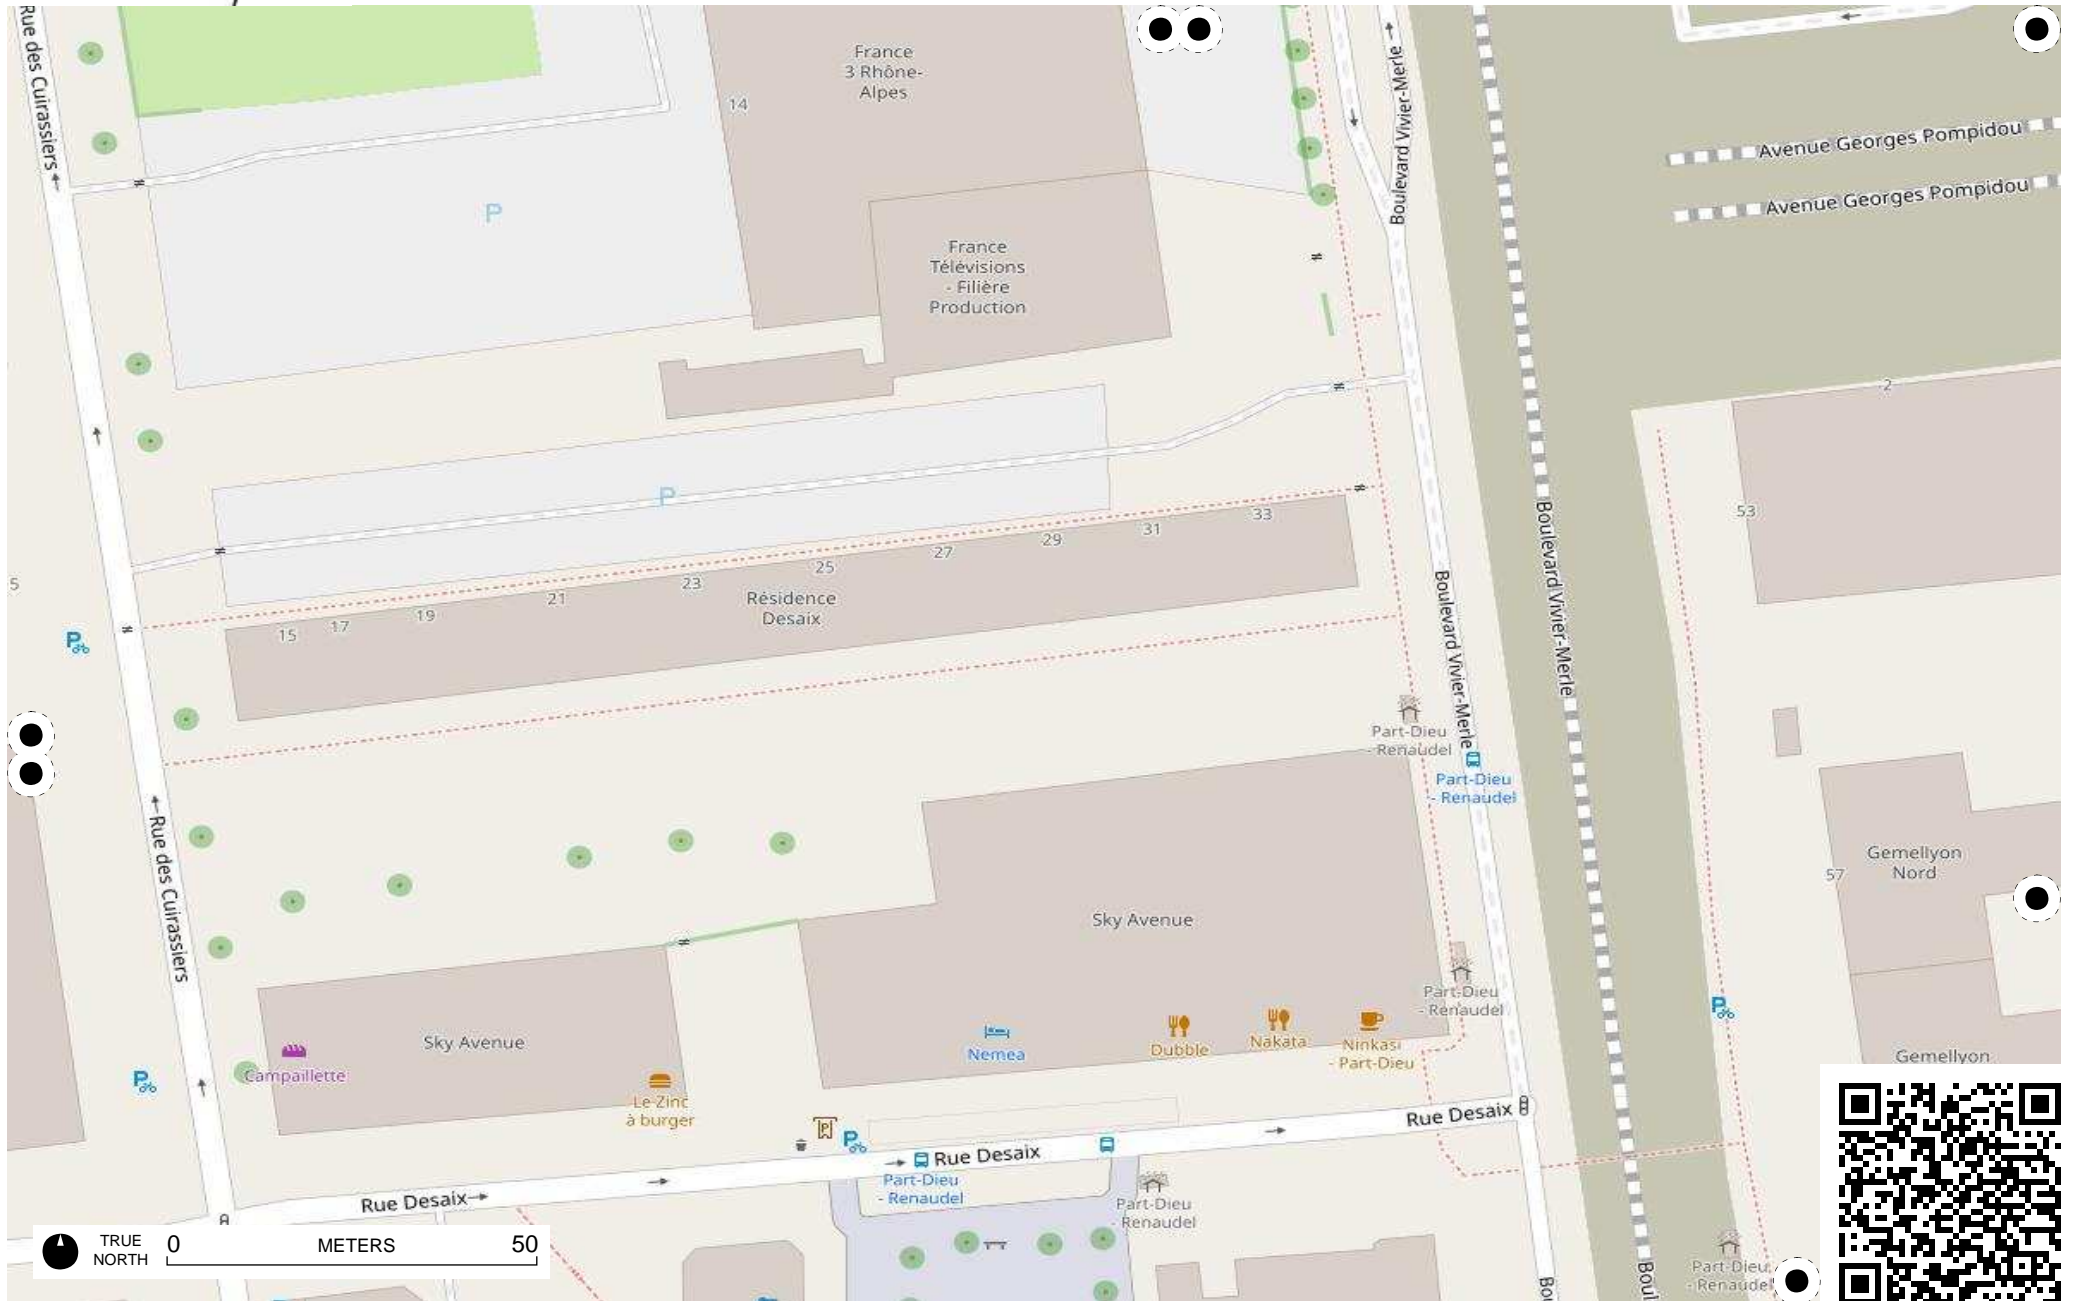 Rue des Cuirassiers
France
3 Rhône-
Alpes
14
Boulevard Vivier-Merle
Avenue Georges Pompidou
Avenue Georges Pompidou
P
France
Télévisions
- Filière
Production
2
53
P
Boulevard Vivier-Merle
33
31
29
27
25
23
21
19
17
15
5
Résidence
Desaix
P
Boulevard Vivier-Merle
Part-Dieu
- Renaudel
Part-Dieu
- Renaudel
Rue des Cuirassiers
Gemellyon
Nord
57
Sky Avenue
Part-Dieu
- Renaudel
Sky Avenue
Campaillette
Nemea
Dubble
Nakata
Ninkasi
- Part-Dieu
Gemellyon
P
P
Le Zinc
à burger
P
P
Rue Desaix
Rue Desaix
Part-Dieu
- Renaudel
Rue Desaix
Part-Dieu
- Renaudel
Part-Dieu
- Renaudel
Boul
Bou
TRUE
NORTH
0 METERS 50